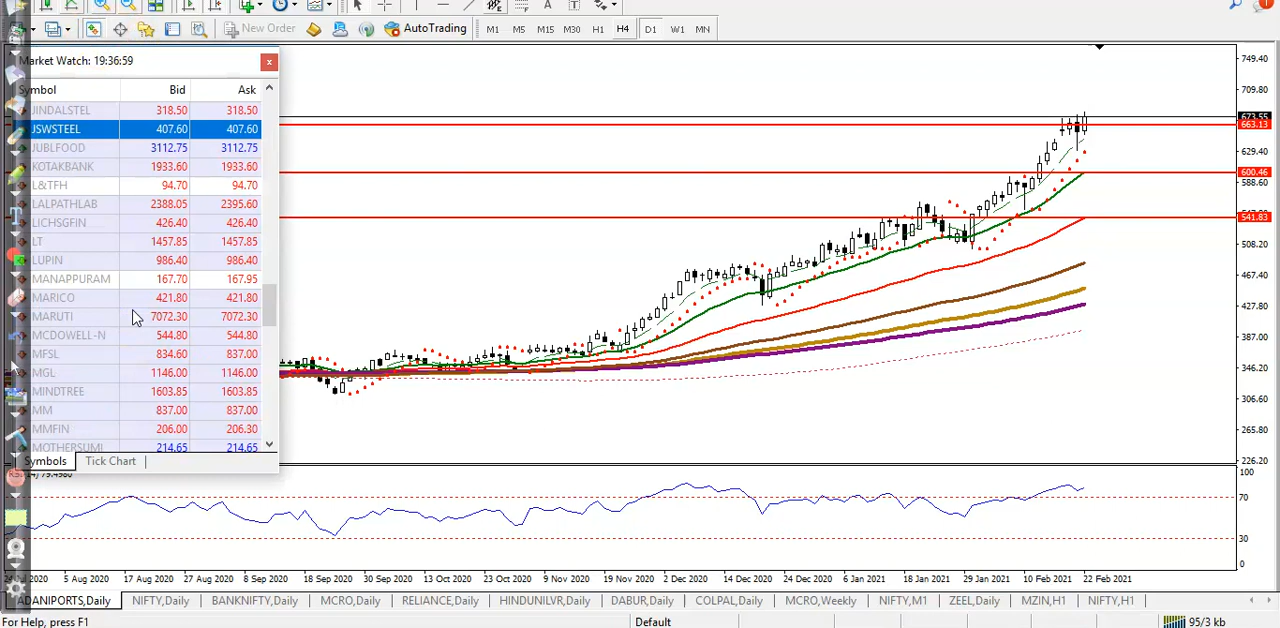 New Order AutoTrading M1 M5 M15 M30 H1 H4 D1 W1 MN
Market Watch: 19:36:59
Symbol Bid Ask
JINDALSTEL 318.50 318.50
JSWSTEEL 407.60 407.60
JUBLFOOD 3112.75 3112.75
KOTAKBANK 1933.60 1933.60
L&TFH 94.70 94.70
LALPATHLAB 2388.05 2395.60
LICHSGFIN 426.40 426.40
LT 1457.85 1457.85
LUPIN 986.40 986.40
MANAPPURAM 167.70 167.95
MARICO 421.80 421.80
MARUTI 7072.30 7072.30
MCDOWELL-N 544.80 544.80
MFSL 834.60 837.00
MGL 1146.00 1146.00
MINDTREE 1603.85 1603.85
MM 837.00 837.00
MMFIN 206.00 206.30
MOTHERSUMI 214.65 214.65
Symbols Tick Chart
749.40
709.80
673.55
663.13
629.40
600.46
588.60
541.83
508.20
467.40
427.80
387.00
346.20
306.60
265.80
226.20
100
70
30
0
2020 5 Aug 2020 17 Aug 2020 27 Aug 2020 8 Sep 2020 18 Sep 2020 30 Sep 2020 13 Oct 2020 23 Oct 2020 9 Nov 2020 19 Nov 2020 2 Dec 2020 14 Dec 2020 24 Dec 2020 6 Jan 2021 18 Jan 2021 29 Jan 2021 10 Feb 2021 22 Feb 2021
ADANIPORTS,Daily NIFTY,Daily BANKNIFTY,Daily MCRO,Daily RELIANCE,Daily HINDUNILVR,Daily DABUR,Daily COLPAL,Daily MCRO,Weekly NIFTY,M1 ZEEL,Daily MZIN,H1 NIFTY,H1
For Help, press F1 Default 95/3 kb